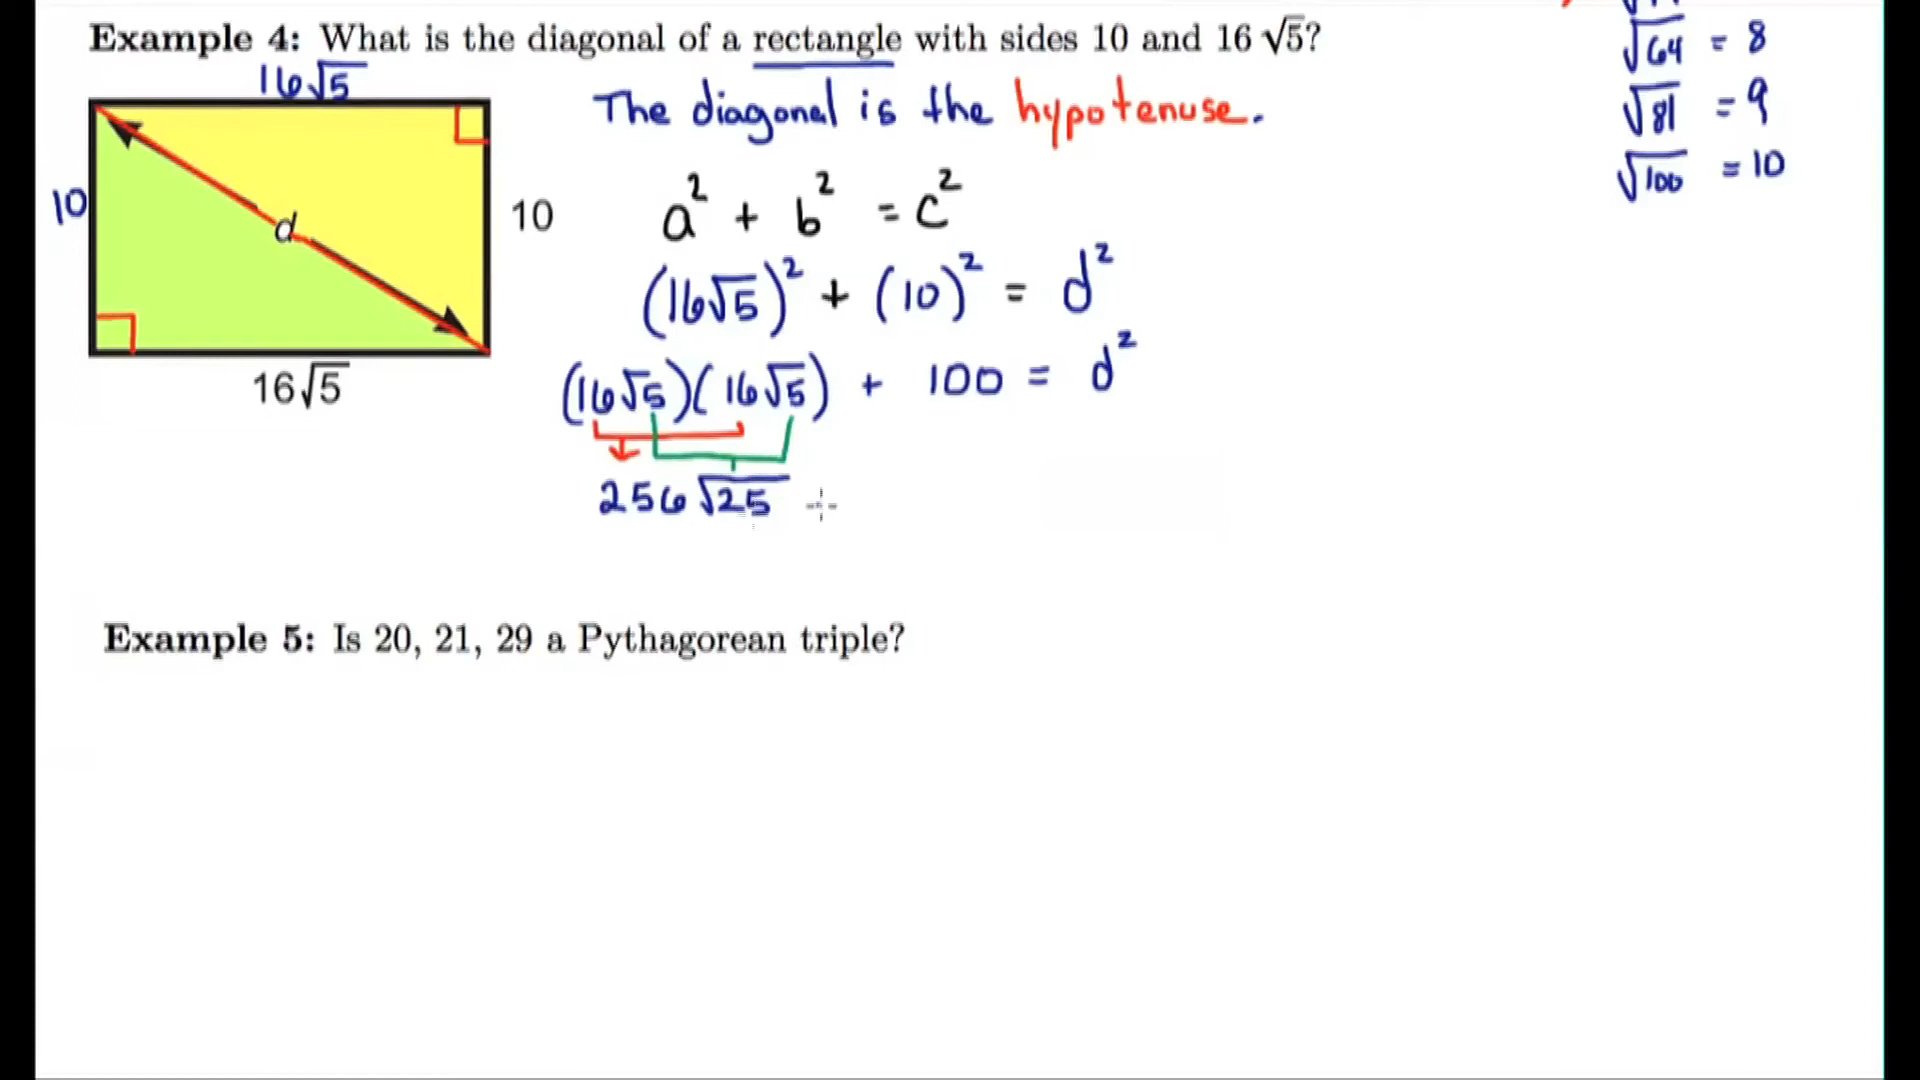 Example 4: What is the diagonal of a rectangle with sides 10 and 16 √5?
16√5
10
d
10
16√5
The diagonal is the hypotenuse.
a² + b² = c²
(16√5)² + (10)² = d²
(16√5)(16√5) + 100 = d²
256√25
√64 = 8
√81 = 9
√100 = 10
Example 5: Is 20, 21, 29 a Pythagorean triple?